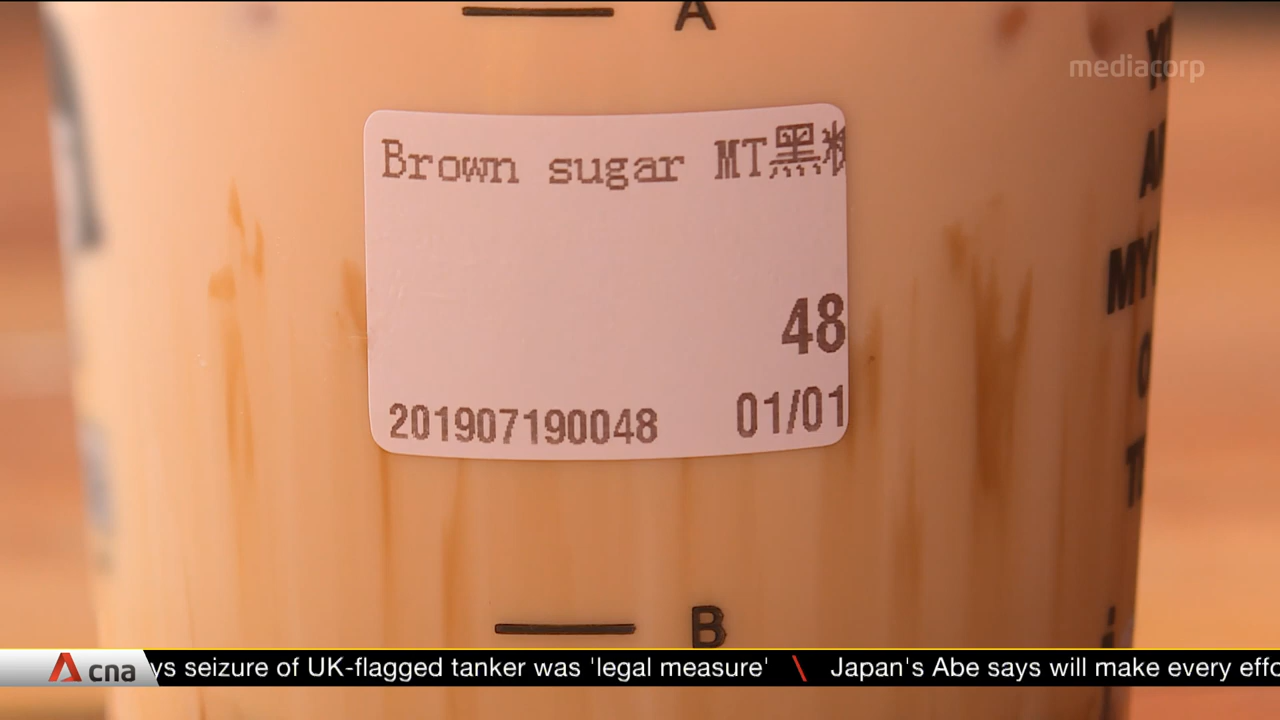 A
mediacorp
Brown sugar MT黑
48
201907190048 01/01
B
MY
cna
ys seizure of UK-flagged tanker was 'legal measure' \ Japan's Abe says will make every effo